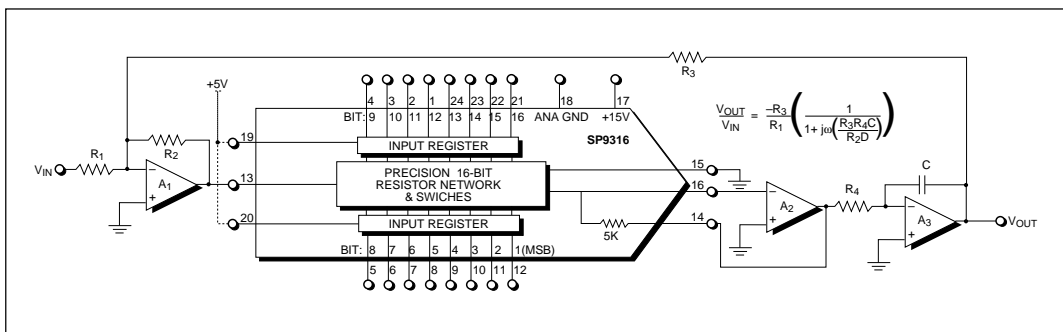 R3
+5V
4 3 2 1 24 23 22 21 18 17
BIT: 9 10 11 12 13 14 15 16 ANA GND +15V
VOUT/VIN = -R3/R1 (1/(1+ jω(R3R4C/R2D)))
SP9316
19
INPUT REGISTER
R1 R2
VIN
A1
13
PRECISION 16-BIT
RESISTOR NETWORK
& SWICHES
15
16
A2
R4
C
A3
VOUT
20
INPUT REGISTER
5K
14
BIT: 8 7 6 5 4 3 2 1(MSB)
5 6 7 8 9 10 11 12